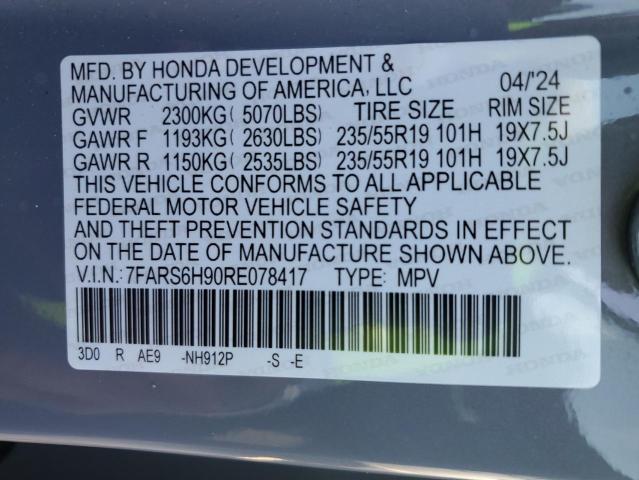 MFD. BY HONDA DEVELOPMENT &
MANUFACTURING OF AMERICA, LLC 04/'24
GVWR 2300KG( 5070LBS) TIRE SIZE RIM SIZE
GAWR F 1193KG( 2630LBS) 235/55R19 101H 19X7.5J
GAWR R 1150KG( 2535LBS) 235/55R19 101H 19X7.5J
THIS VEHICLE CONFORMS TO ALL APPLICABLE
FEDERAL MOTOR VEHICLE SAFETY
AND THEFT PREVENTION STANDARDS IN EFFECT
ON THE DATE OF MANUFACTURE SHOWN ABOVE.
V.I.N.: 7FARS6H90RE078417 TYPE: MPV
3D0 R AE9 -NH912P -S -E